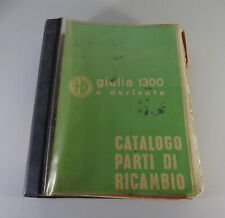 giulia 1300
e derivate
CATALOGO
PARTI DI
RICAMBIO